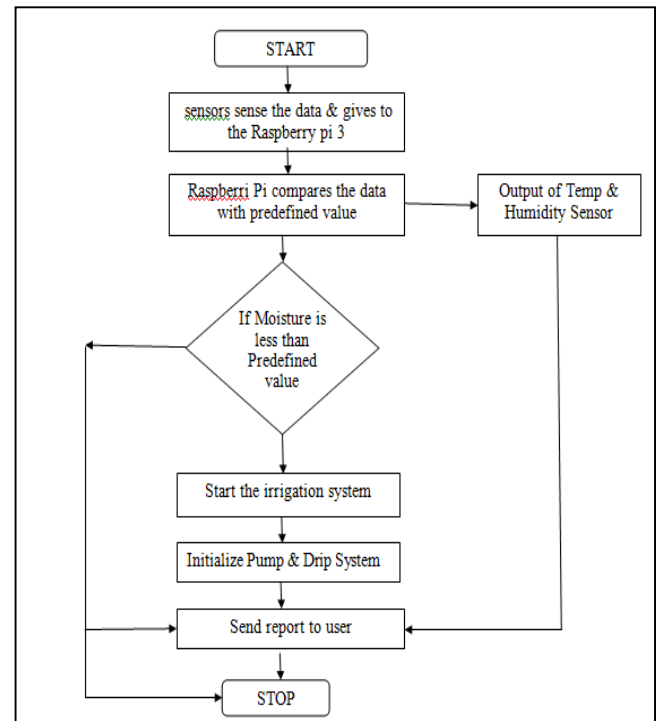 START
sensors sense the data & gives to
the Raspberry pi 3
Raspberri Pi compares the data
with predefined value
Output of Temp &
Humidity Sensor
If Moisture is
less than
Predefined
value
Start the irrigation system
Initialize Pump & Drip System
Send report to user
STOP